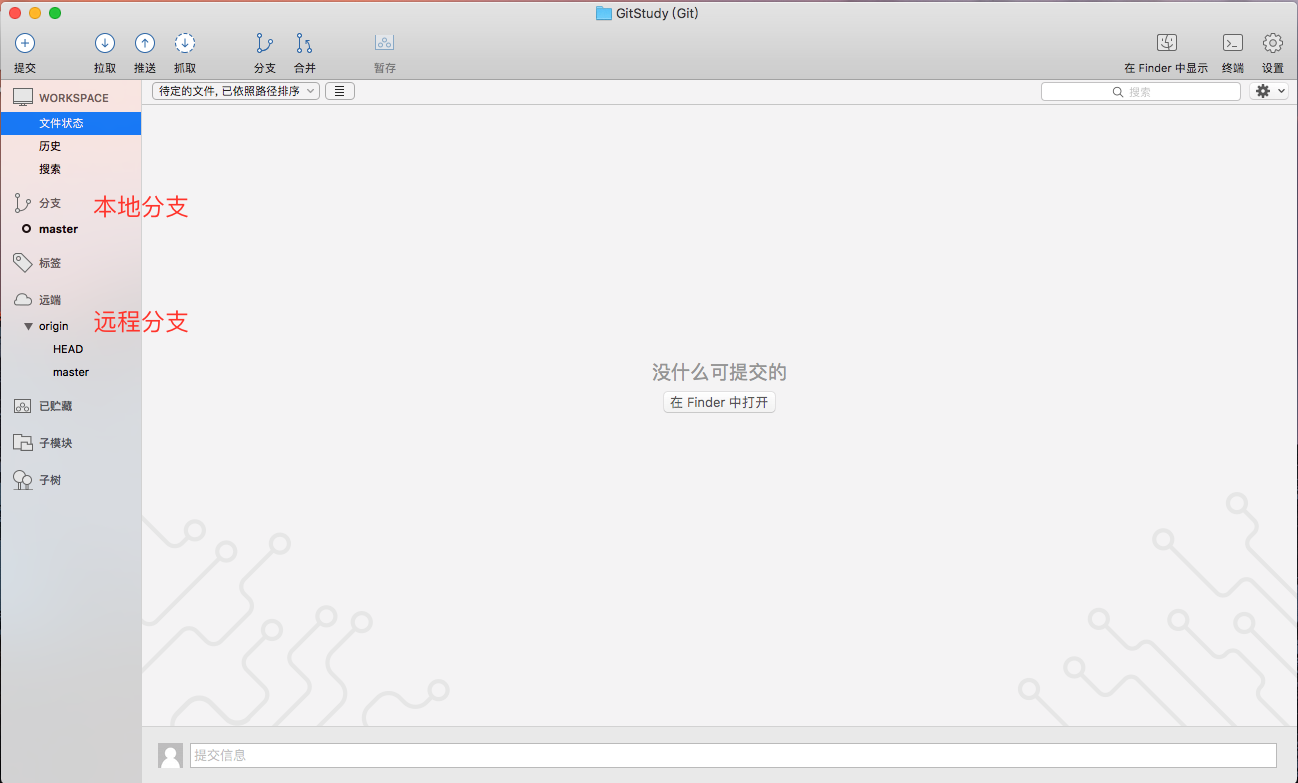 GitStudy (Git)
提交 拉取 推送 抓取 分支 合并 暂存 在 Finder 中显示 终端 设置
WORKSPACE
待定的文件, 已依照路径排序
搜索
文件状态
历史
搜索
分支
本地分支
master
标签
远端
origin
远程分支
HEAD
master
已贮藏
子模块
子树
没什么可提交的
在 Finder 中打开
提交信息